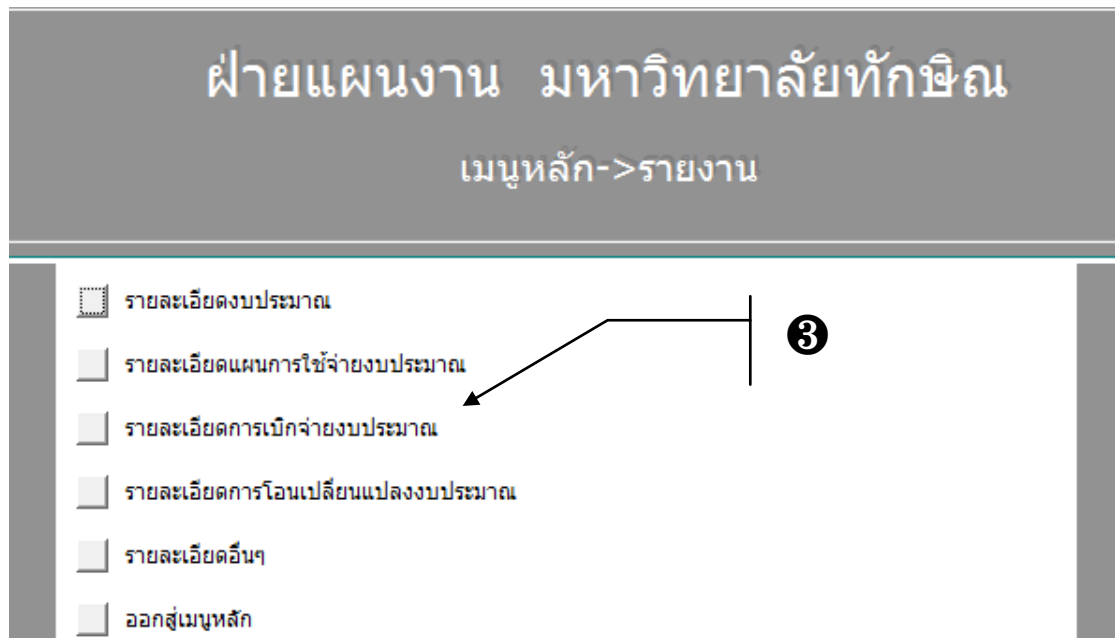 ฝ่ายแผนงาน มหาวิทยาลัยทักษิณ
เมนูหลัก->รายงาน
รายละเอียดงบประมาณ
❸
รายละเอียดแผนการใช้จ่ายงบประมาณ
รายละเอียดการเบิกจ่ายงบประมาณ
รายละเอียดการโอนเปลี่ยนแปลงงบประมาณ
รายละเอียดอื่นๆ
ออกสู่เมนูหลัก